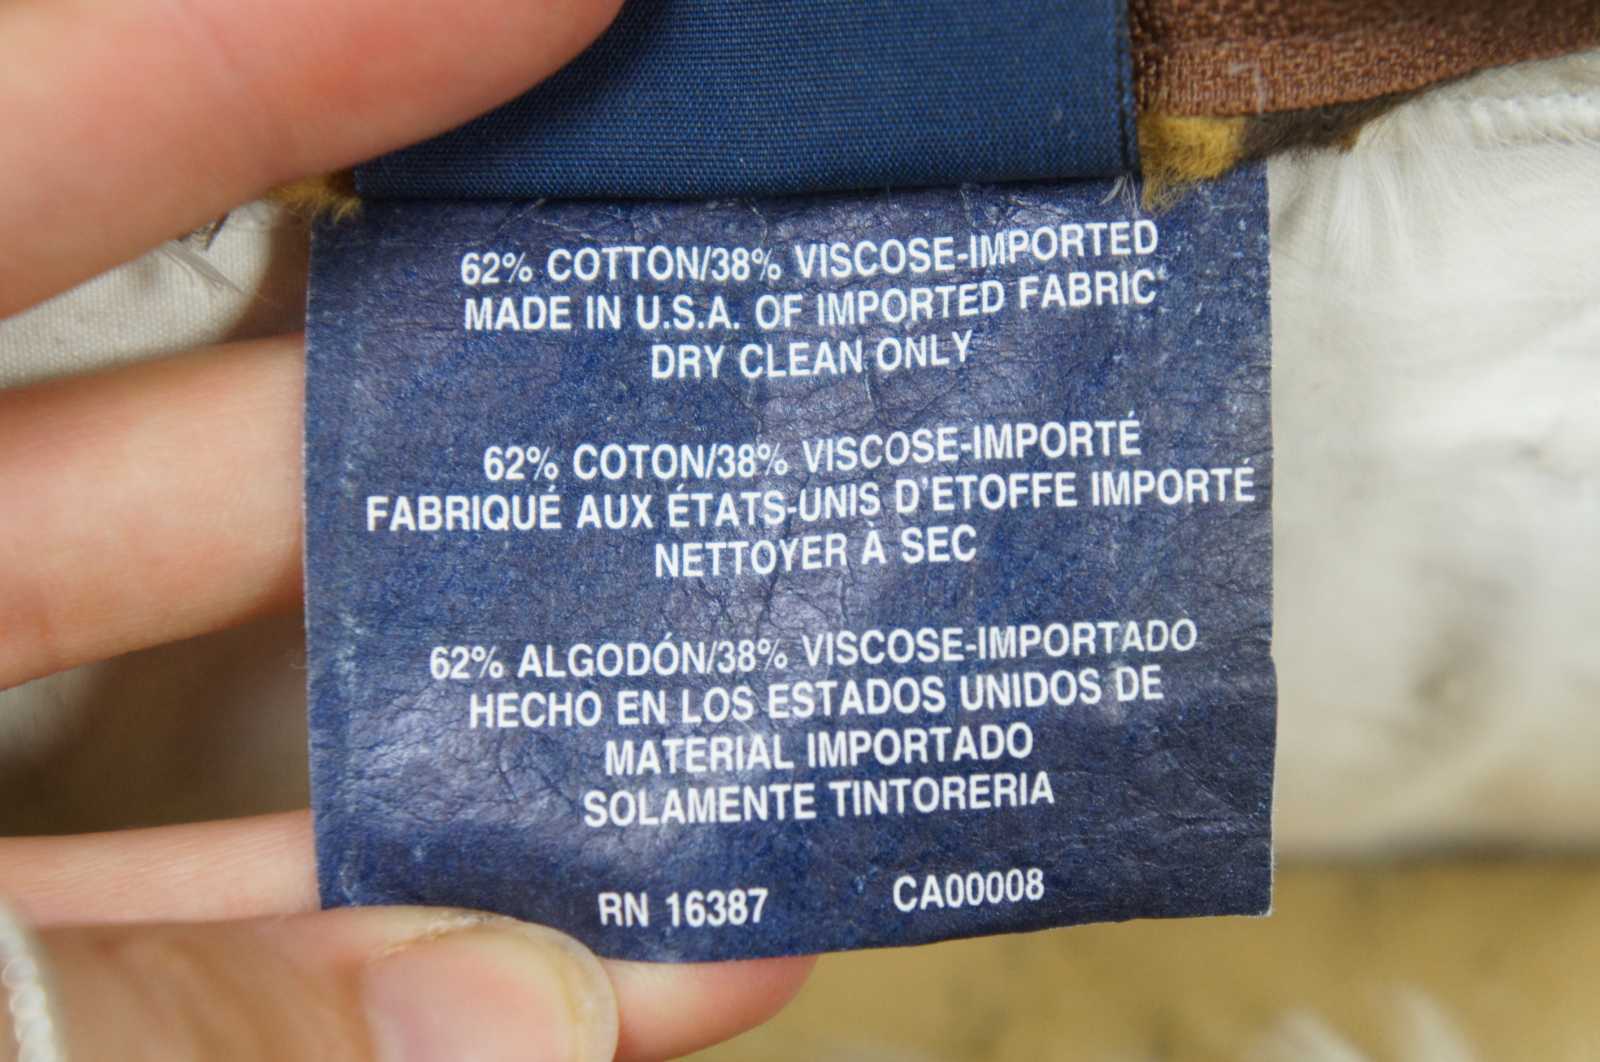 62% COTTON/38% VISCOSE-IMPORTED
MADE IN U.S.A. OF IMPORTED FABRIC
DRY CLEAN ONLY
62% COTON/38% VISCOSE-IMPORTÉ
FABRIQUÉ AUX ÉTATS-UNIS D'ETOFFE IMPORTÉ
NETTOYER À SEC
62% ALGODÓN/38% VISCOSE-IMPORTADO
HECHO EN LOS ESTADOS UNIDOS DE
MATERIAL IMPORTADO
SOLAMENTE TINTORERIA
RN 16387 CA00008